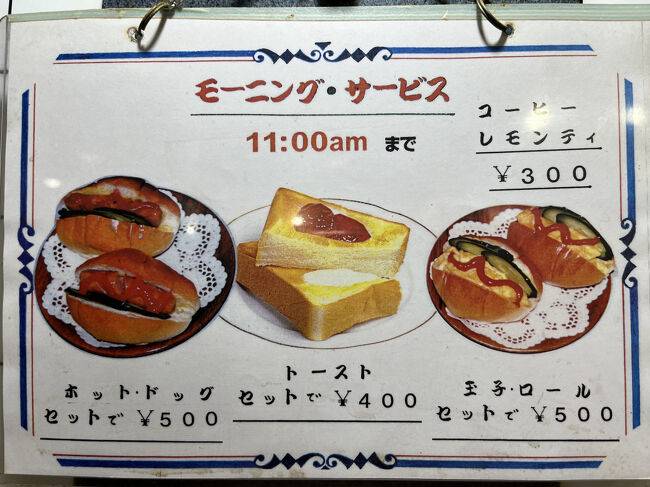 モーニング・サービス
11:00am まで
コーヒー
レモンティ
￥300
ホット・ドッグ
セットで ￥500
トースト
セットで ￥400
玉子・ロール
セットで ￥500